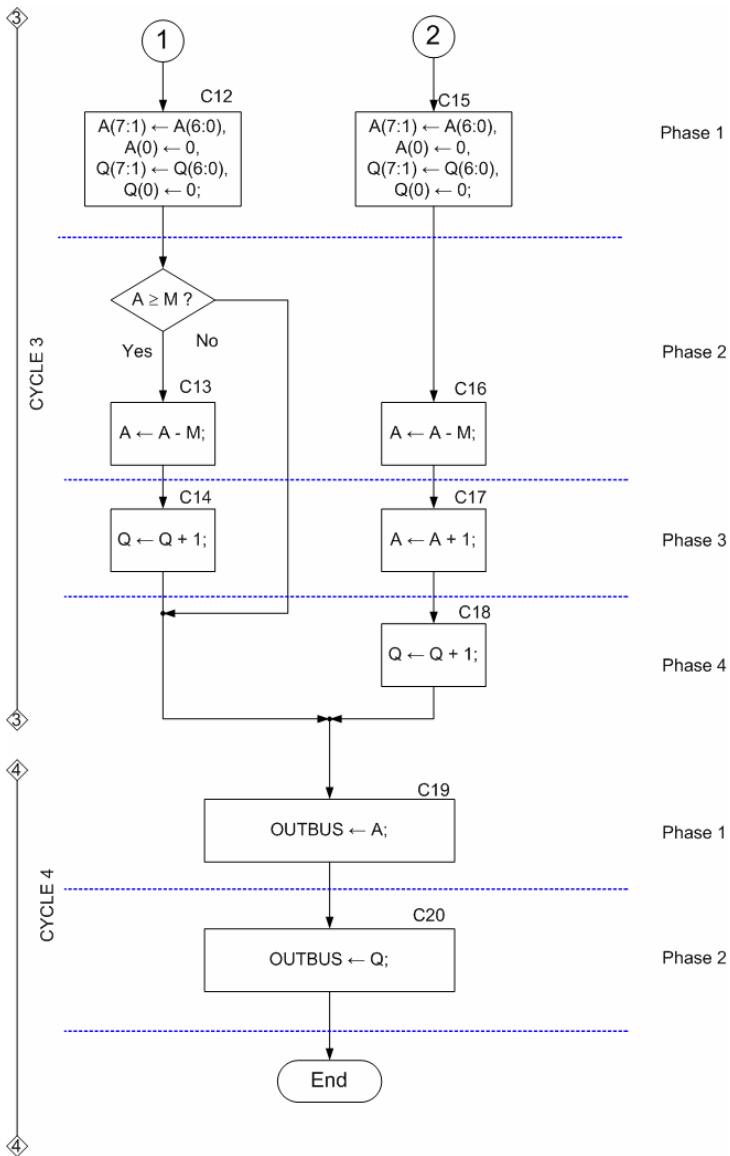 3
1
2
C12
C15
A(7:1) ← A(6:0),
A(0) ← 0,
Q(7:1) ← Q(6:0),
Q(0) ← 0;
A(7:1) ← A(6:0),
A(0) ← 0,
Q(7:1) ← Q(6:0),
Q(0) ← 0;
Phase 1
CYCLE 3
A ≥ M ?
Yes
No
Phase 2
C13
A ← A - M;
C16
A ← A - M;
C14
Q ← Q + 1;
C17
A ← A + 1;
Phase 3
C18
Q ← Q + 1;
Phase 4
3
4
C19
OUTBUS ← A;
Phase 1
CYCLE 4
C20
OUTBUS ← Q;
Phase 2
End
4